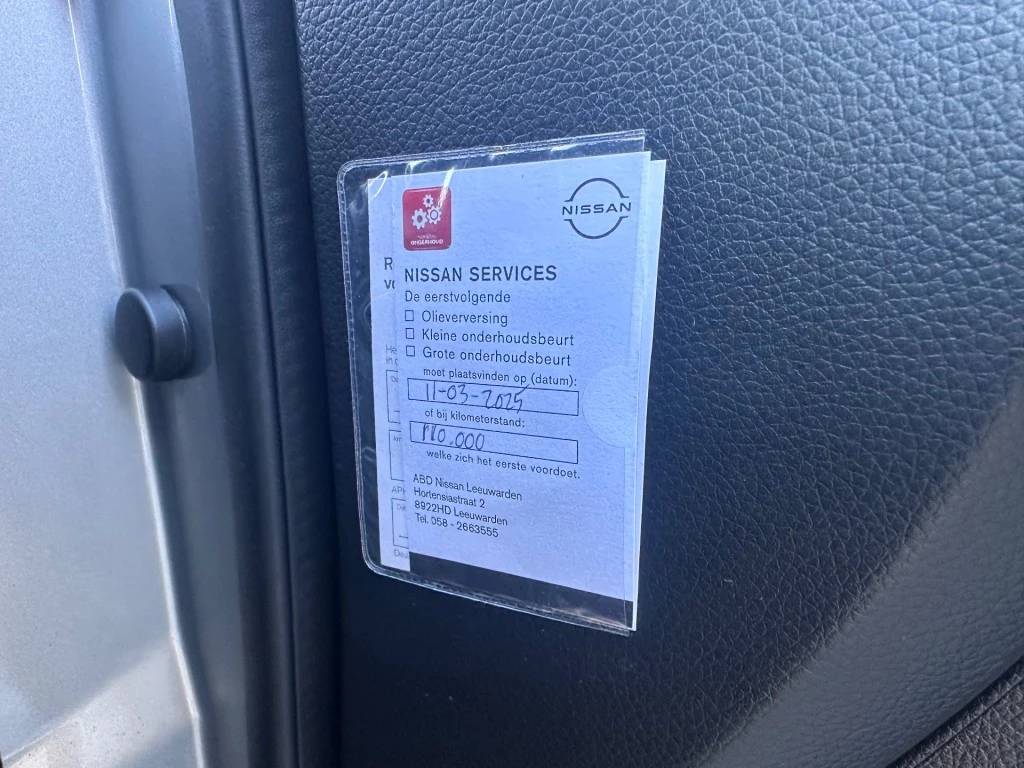 ONDERHOUD
NISSAN
NISSAN SERVICES
De eerstvolgende
Olieverversing
Kleine onderhoudsbeurt
Grote onderhoudsbeurt
moet plaatsvinden op (datum):
11-03-2025
of bij kilometerstand:
110.000
welke zich het eerste voordoet.
ABD Nissan Leeuwarden
Hortensiastraat 2
8922HD Leeuwarden
Tel. 058 - 2663555